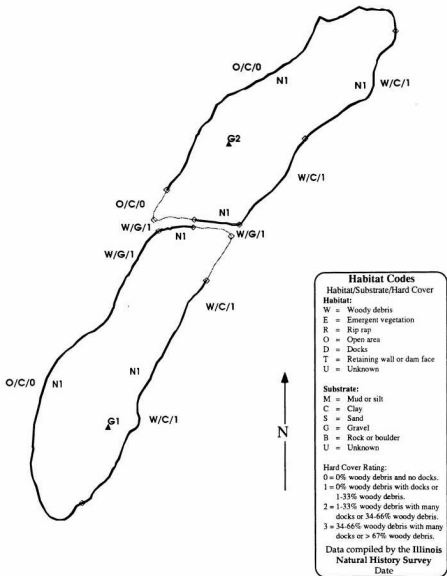 O/C/0
N1
N1
W/C/1
G2
W/C/1
O/C/0
N1
W/G/1
N1
W/G/1
W/G/1
W/C/1
O/C/0
N1
N1
W/C/1
G1
N
Habitat Codes
Habitat/Substrate/Hard Cover
Habitat:
W = Woody debris
E = Emergent vegetation
R = Rip rap
O = Open area
D = Docks
T = Retaining wall or dam face
U = Unknown
Substrate:
M = Mud or silt
C = Clay
S = Sand
G = Gravel
B = Rock or boulder
U = Unknown
Hard Cover Rating:
0 = 0% woody debris and no docks.
1 = 0% woody debris with docks or
1-33% woody debris.
2 = 1-33% woody debris with many
docks or 34-66% woody debris.
3 = 34-66% woody debris with many
docks or > 67% woody debris.
Data compiled by the Illinois
Natural History Survey
Date